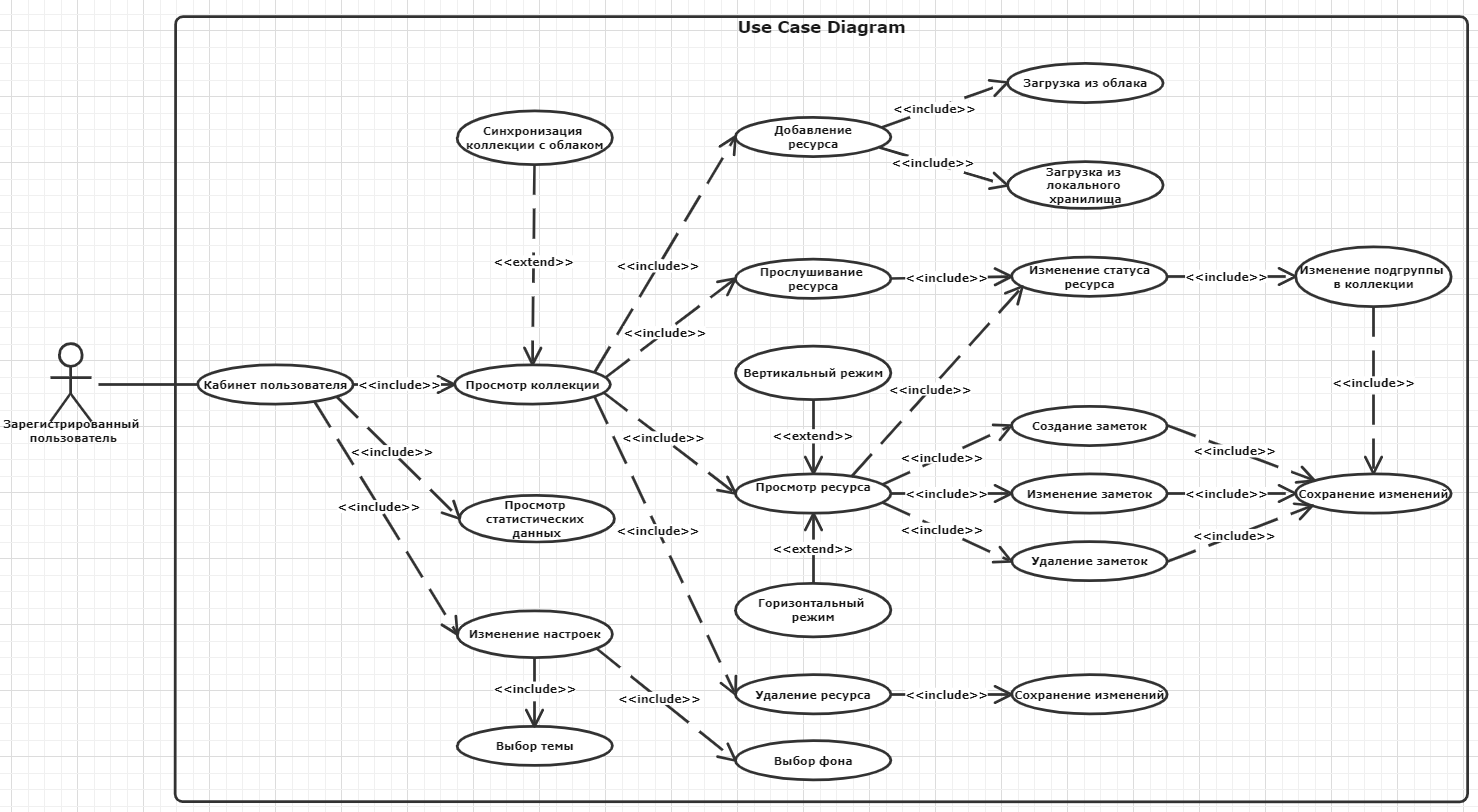 Use Case Diagram
Загрузка из облака
<<include>>
Синхронизация
коллекции с облаком
Добавление
ресурса
<<include>>
Загрузка из
локального
хранилища
<<extend>>
<<include>>
Прослушивание
ресурса
<<include>>
Изменение статуса
ресурса
<<include>>
Изменение подгруппы
в коллекции
<<include>>
Вертикальный режим
Кабинет пользователя
<<include>>
Просмотр коллекции
<<include>>
<<include>>
Зарегистрированный
пользователь
<<extend>>
<<include>>
Создание заметок
<<include>>
<<include>>
<<include>>
Просмотр ресурса
<<include>>
Изменение заметок
<<include>>
Сохранение изменений
<<include>>
Просмотр
статистических
данных
<<include>>
<<include>>
<<include>>
<<extend>>
Удаление заметок
Горизонтальный
режим
Изменение настроек
<<include>>
<<include>>
Удаление ресурса
<<include>>
Сохранение изменений
Выбор темы
Выбор фона